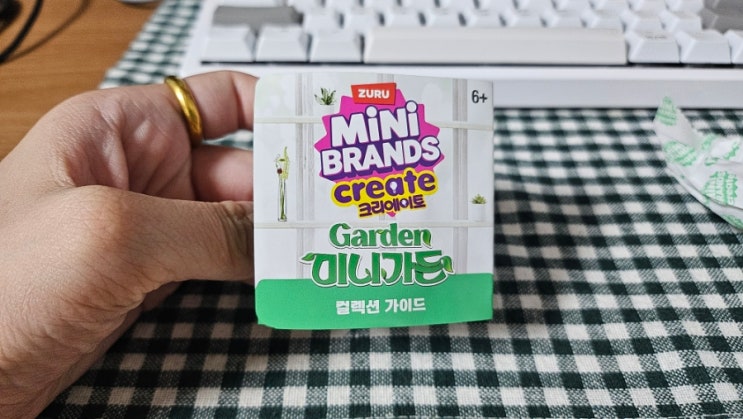 ZURU
6+
MiNi
BRANDS
create
크리에이트
Garden
미니가든
컬렉션 가이드